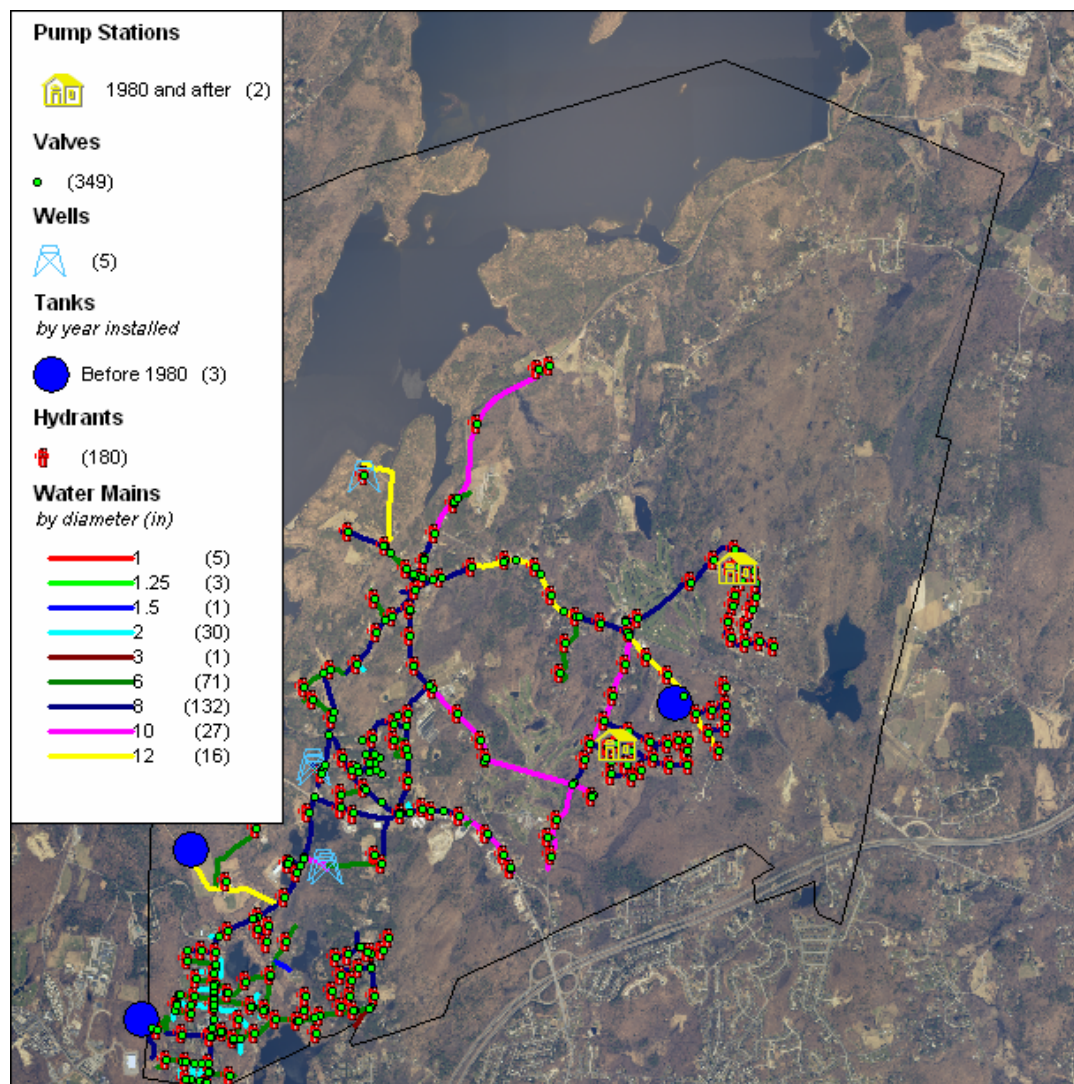 Pump Stations
1980 and after (2)
Valves
(349)
Wells
(5)
Tanks
by year installed
Before 1980 (3)
Hydrants
(180)
Water Mains
by diameter (in)
1 (5)
1.25 (3)
1.5 (1)
2 (30)
3 (1)
6 (71)
8 (132)
10 (27)
12 (16)